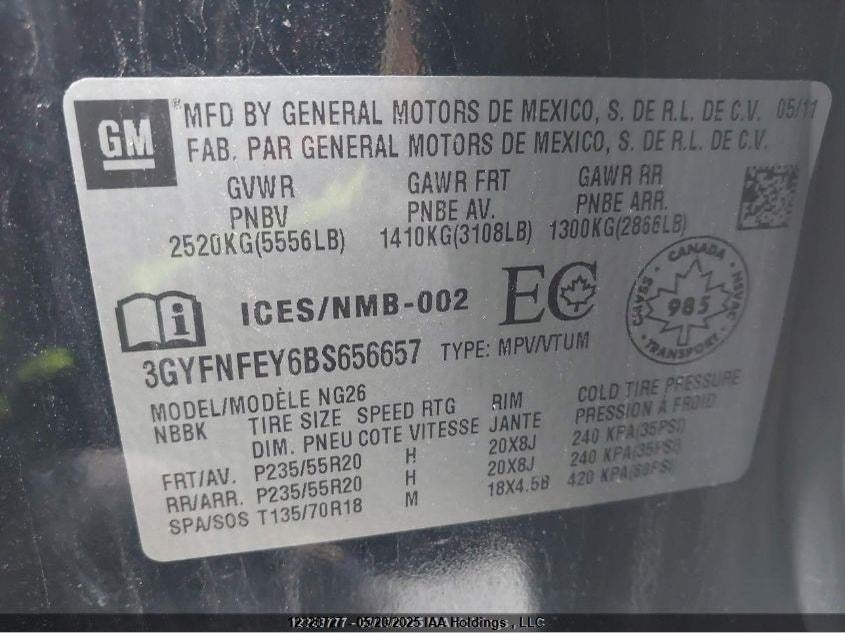 GM
®MFD BY GENERAL MOTORS DE MEXICO, S. DE R.L. DE C.V. 05/11
FAB. PAR GENERAL MOTORS DE MEXICO, S. DE R.L. DE C.V.
GVWR GAWR FRT GAWR RR
PNBV PNBE AV. PNBE ARR.
2520KG(5556LB) 1410KG(3108LB) 1300KG(2866LB)
i ICES/NMB-002 EC
CANADA
985
3GYFNFEY6BS656657 TYPE: MPV/VTUM
MODEL/MODÈLE NG26
NBBK TIRE SIZE SPEED RTG RIM COLD TIRE PRESSURE
DIM. PNEU COTE VITESSE JANTE PRESSION À FROID
FRT/AV. P235/55R20 H 20X8J 240 KPA(35PSI)
RR/ARR. P235/55R20 H 20X8J 240 KPA(35PSI)
SPA/SOS T135/70R18 M 18X4.5B 420 KPA(60PSI)
05/20/2025 IAA Holdings , LLC